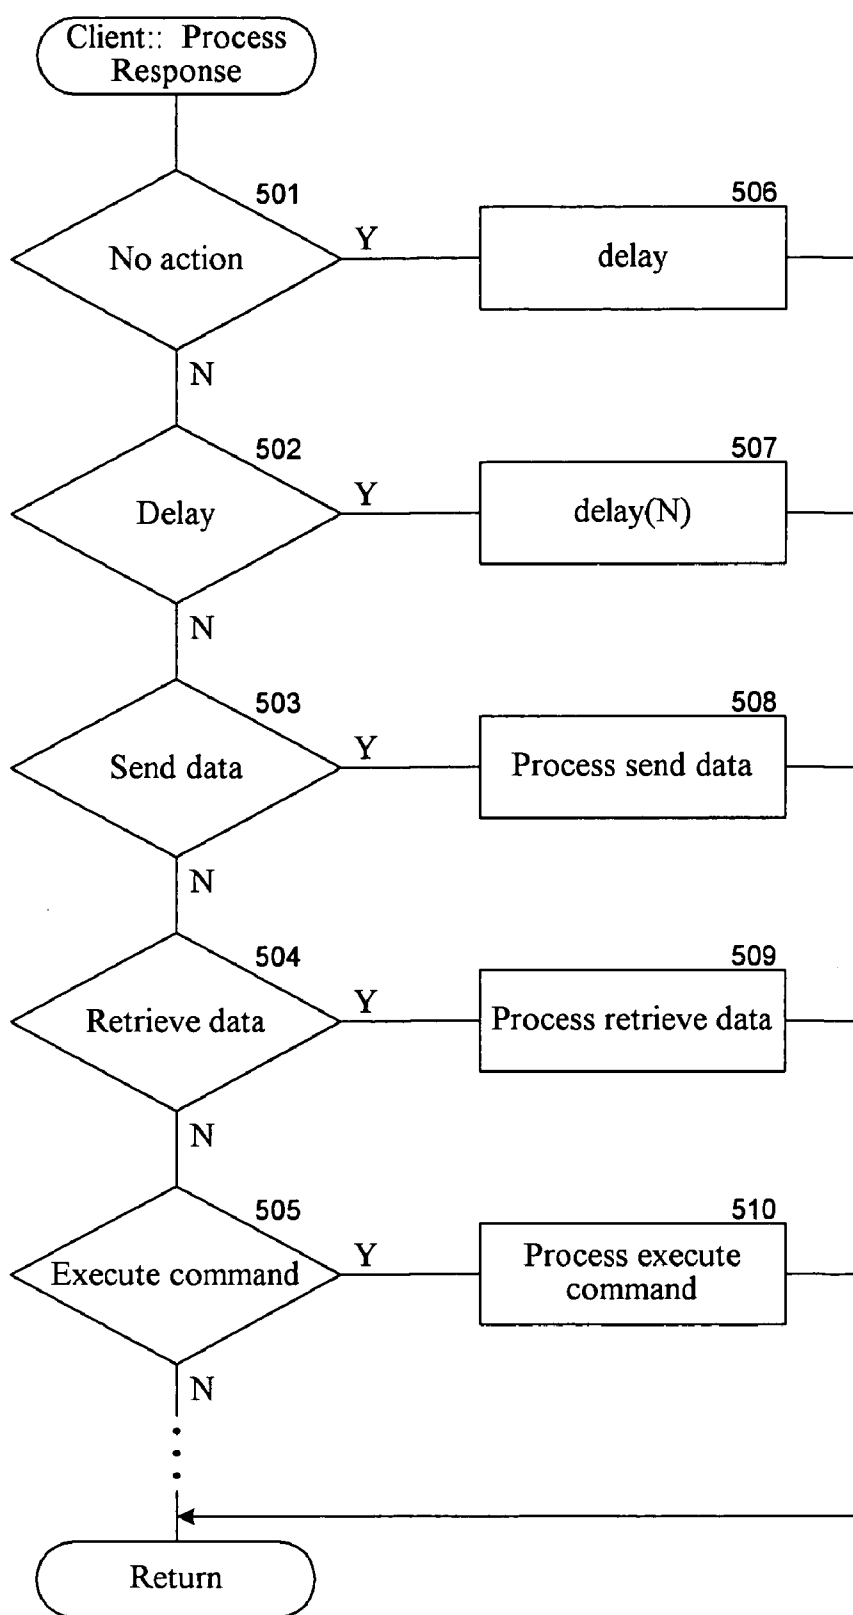 Client:: Process
Response
501
No action
Y
506
delay
N
502
Delay
Y
507
delay(N)
N
503
Send data
Y
508
Process send data
N
504
Retrieve data
Y
509
Process retrieve data
N
505
Execute command
Y
510
Process execute
command
N
Return